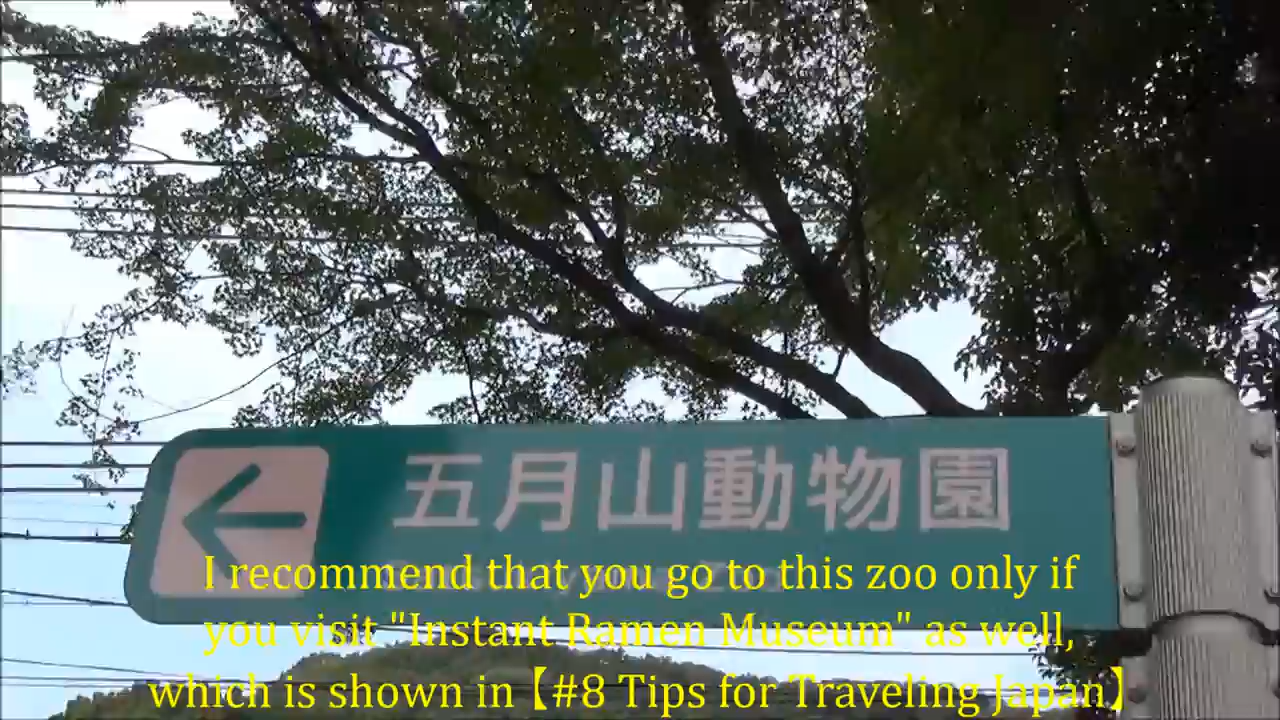 五月山動物園
I recommend that you go to this zoo only if
you visit "Instant Ramen Museum" as well,
which is shown in【#8 Tips for Traveling Japan】